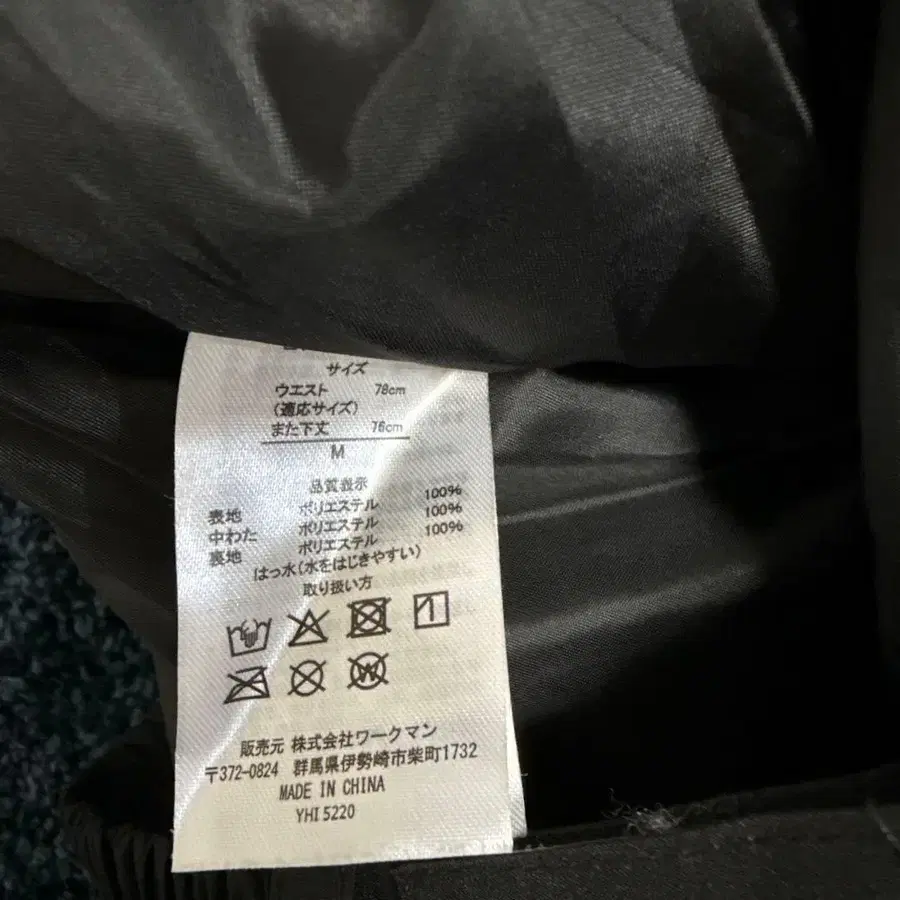 サイズ
ウエスト 78cm
(適応サイズ)
また下丈 76cm
M
品質表示
表地 ポリエステル 100%
中わた ポリエステル 100%
裏地 ポリエステル 100%
はっ水(水をはじきやすい)
取り扱い方
販売元 株式会社ワークマン
〒372-0824 群馬県伊勢崎市柴町1732
MADE IN CHINA
YHI 5220